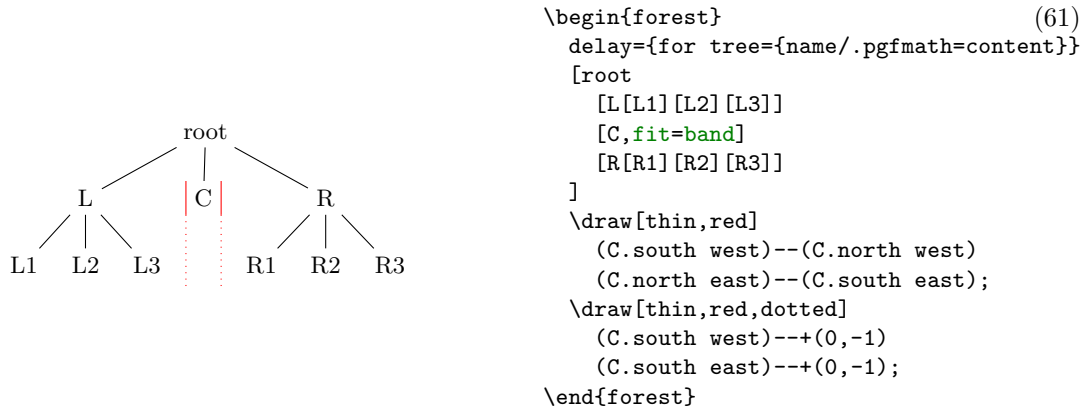 root
L C R
L1 L2 L3 R1 R2 R3
\begin{forest} (61)
  delay={for tree={name/.pgfmath=content}}
  [root
    [L[L1][L2][L3]]
    [C,fit=band]
    [R[R1][R2][R3]]
  ]
  \draw[thin,red]
    (C.south west)--(C.north west)
    (C.north east)--(C.south east);
  \draw[thin,red,dotted]
    (C.south west)--+(0,-1)
    (C.south east)--+(0,-1);
\end{forest}